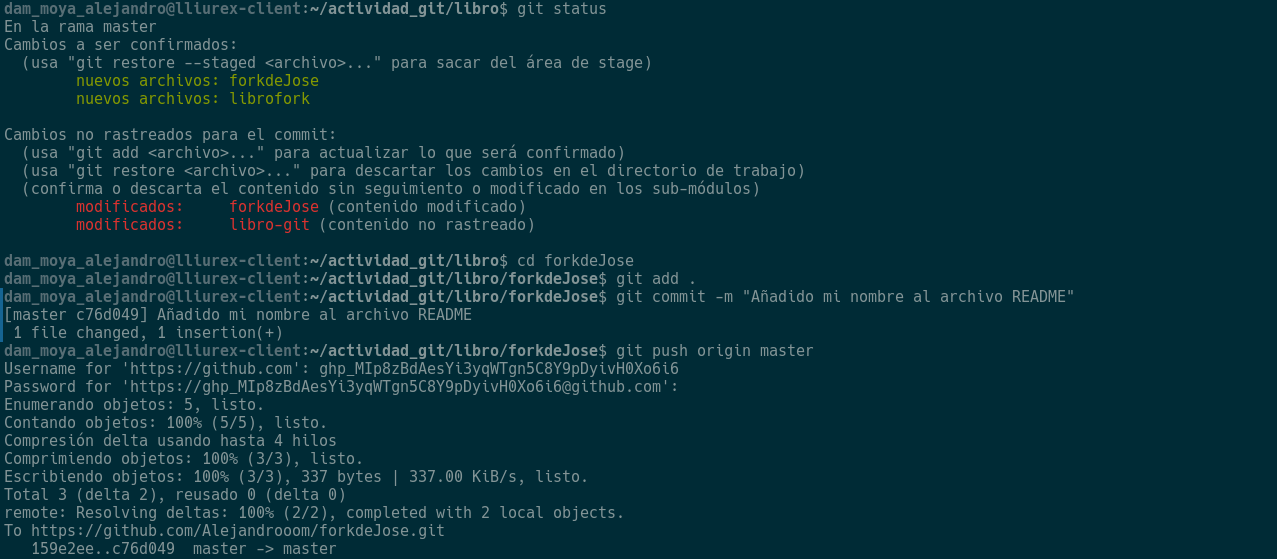 dam_moya_alejandro@lliurex-client:~/actividad_git/libro$ git status
En la rama master
Cambios a ser confirmados:
  (usa "git restore --staged <archivo>..." para sacar del área de stage)
        nuevos archivos: forkdeJose
        nuevos archivos: librofork

Cambios no rastreados para el commit:
  (usa "git add <archivo>..." para actualizar lo que será confirmado)
  (usa "git restore <archivo>..." para descartar los cambios en el directorio de trabajo)
  (confirma o descarta el contenido sin seguimiento o modificado en los sub-módulos)
        modificados:     forkdeJose (contenido modificado)
        modificados:     libro-git (contenido no rastreado)

dam_moya_alejandro@lliurex-client:~/actividad_git/libro$ cd forkdeJose
dam_moya_alejandro@lliurex-client:~/actividad_git/libro/forkdeJose$ git add .
dam_moya_alejandro@lliurex-client:~/actividad_git/libro/forkdeJose$ git commit -m "Añadido mi nombre al archivo README"
[master c76d049] Añadido mi nombre al archivo README
 1 file changed, 1 insertion(+)
dam_moya_alejandro@lliurex-client:~/actividad_git/libro/forkdeJose$ git push origin master
Username for 'https://github.com': [GitHub token omitted]
Password for 'https://[GitHub token omitted]@github.com':
Enumerando objetos: 5, listo.
Contando objetos: 100% (5/5), listo.
Compresión delta usando hasta 4 hilos
Comprimiendo objetos: 100% (3/3), listo.
Escribiendo objetos: 100% (3/3), 337 bytes | 337.00 KiB/s, listo.
Total 3 (delta 2), reusado 0 (delta 0)
remote: Resolving deltas: 100% (2/2), completed with 2 local objects.
To https://github.com/Alejandrooom/forkdeJose.git
   159e2ee..c76d049  master -> master